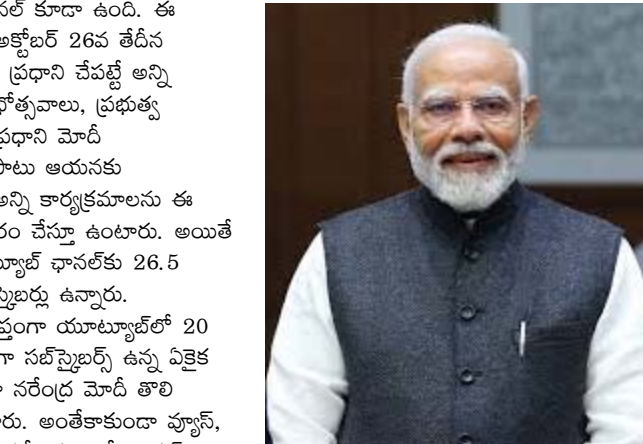 నల్ కూడా ఉంది. ఈ
అక్టోబర్ 26వ తేదీన
ప్రధాని చేపట్టే అన్ని
త్సవాలు, ప్రభుత్వ
ప్రధాని మోదీ
పాటు ఆయనకు
అన్ని కార్యక్రమాలను ఈ
రం చేస్తూ ఉంటారు. అయితే
ట్యూబ్ ఛానల్‌కు 26.5
స్క్రైబర్లు ఉన్నారు.
ప్తంగా యూట్యూబ్‌లో 20
గా సబ్‌స్క్రైబర్స్ ఉన్న ఏకైక
నరేంద్ర మోదీ తొలి
రు. అంతేకాకుండా వ్యూస్,